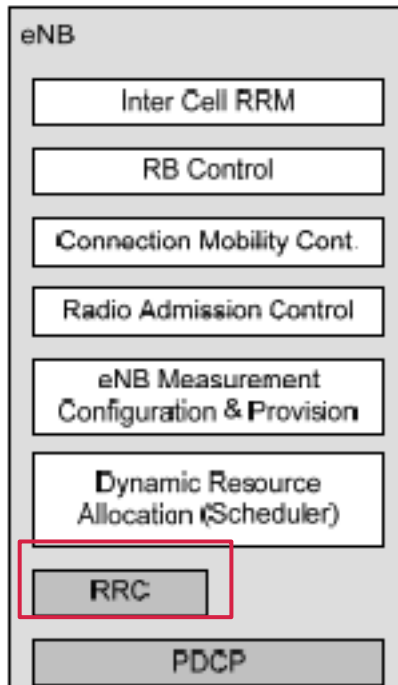 eNB
Inter Cell RRM
RB Control
Connection Mobility Cont.
Radio Admission Control
eNB Measurement
Configuration & Provision
Dynamic Resource
Allocation (Scheduler)
RRC
PDCP